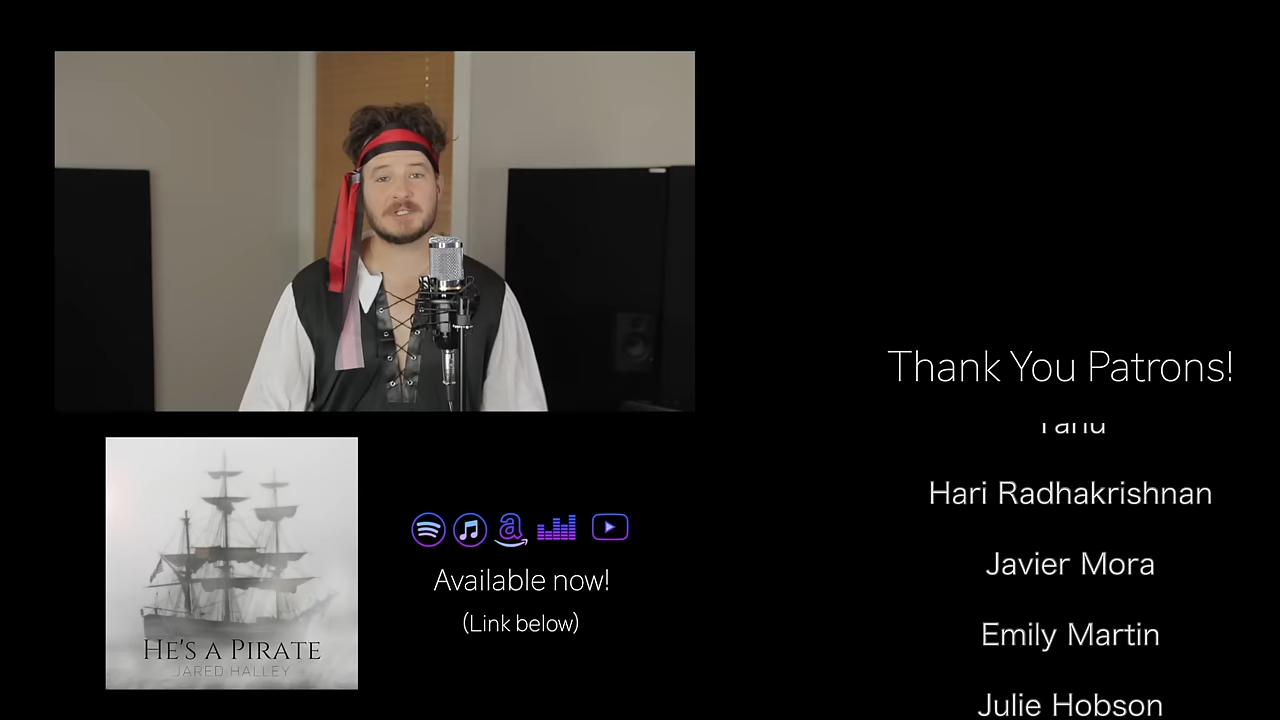 Thank You Patrons!
Hari Radhakrishnan
Javier Mora
Emily Martin
Julie Hobson
Available now!
(Link below)
HE'S A PIRATE
JARED HALLEY